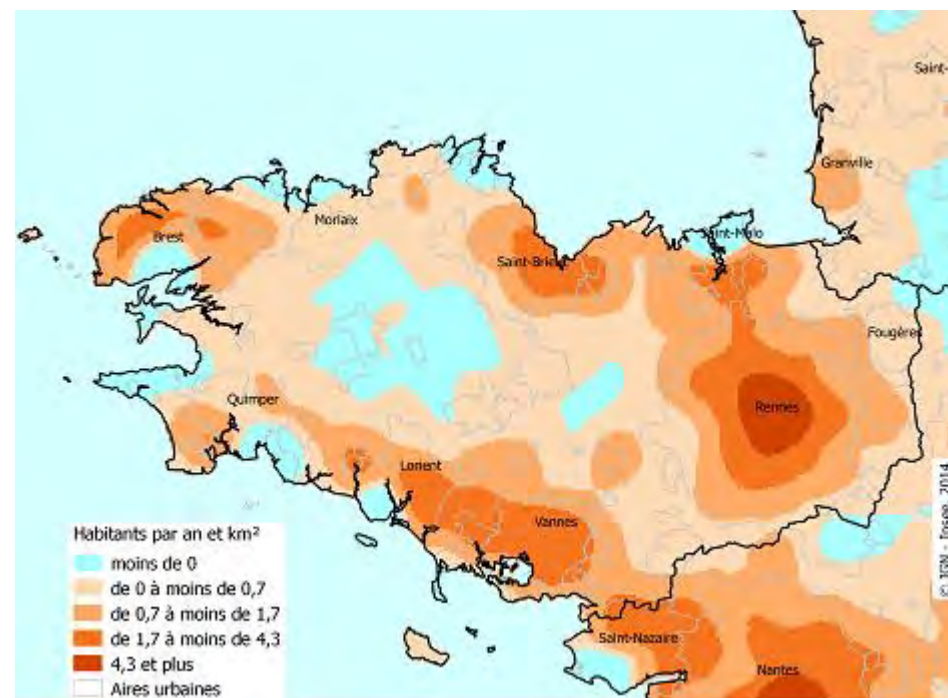 Saint-
Granville
Morlaix
Brest
Saint-Malo
Saint-Brieuc
Fougères
Quimper
Rennes
Lorient
Vannes
Saint-Nazaire
Nantes
Habitants par an et km²
moins de 0
de 0 à moins de 0,7
de 0,7 à moins de 1,7
de 1,7 à moins de 4,3
4,3 et plus
Aires urbaines
© IGN - Insee 2014